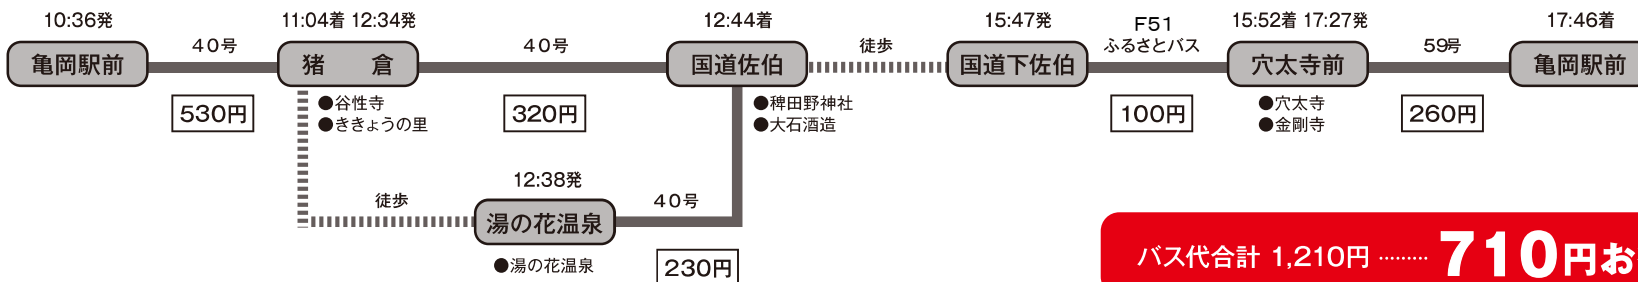 10:36発
亀岡駅前
40号
530円
11:04着 12:34発
猪 倉
●谷性寺
●ききょうの里
40号
320円
徒歩
12:38発
湯の花温泉
●湯の花温泉
40号
230円
12:44着
国道佐伯
●稗田野神社
●大石酒造
徒歩
15:47発
国道下佐伯
F51
ふるさとバス
100円
15:52着 17:27発
穴太寺前
●穴太寺
●金剛寺
59号
260円
17:46着
亀岡駅前
バス代合計 1,210円 ········· 710円お